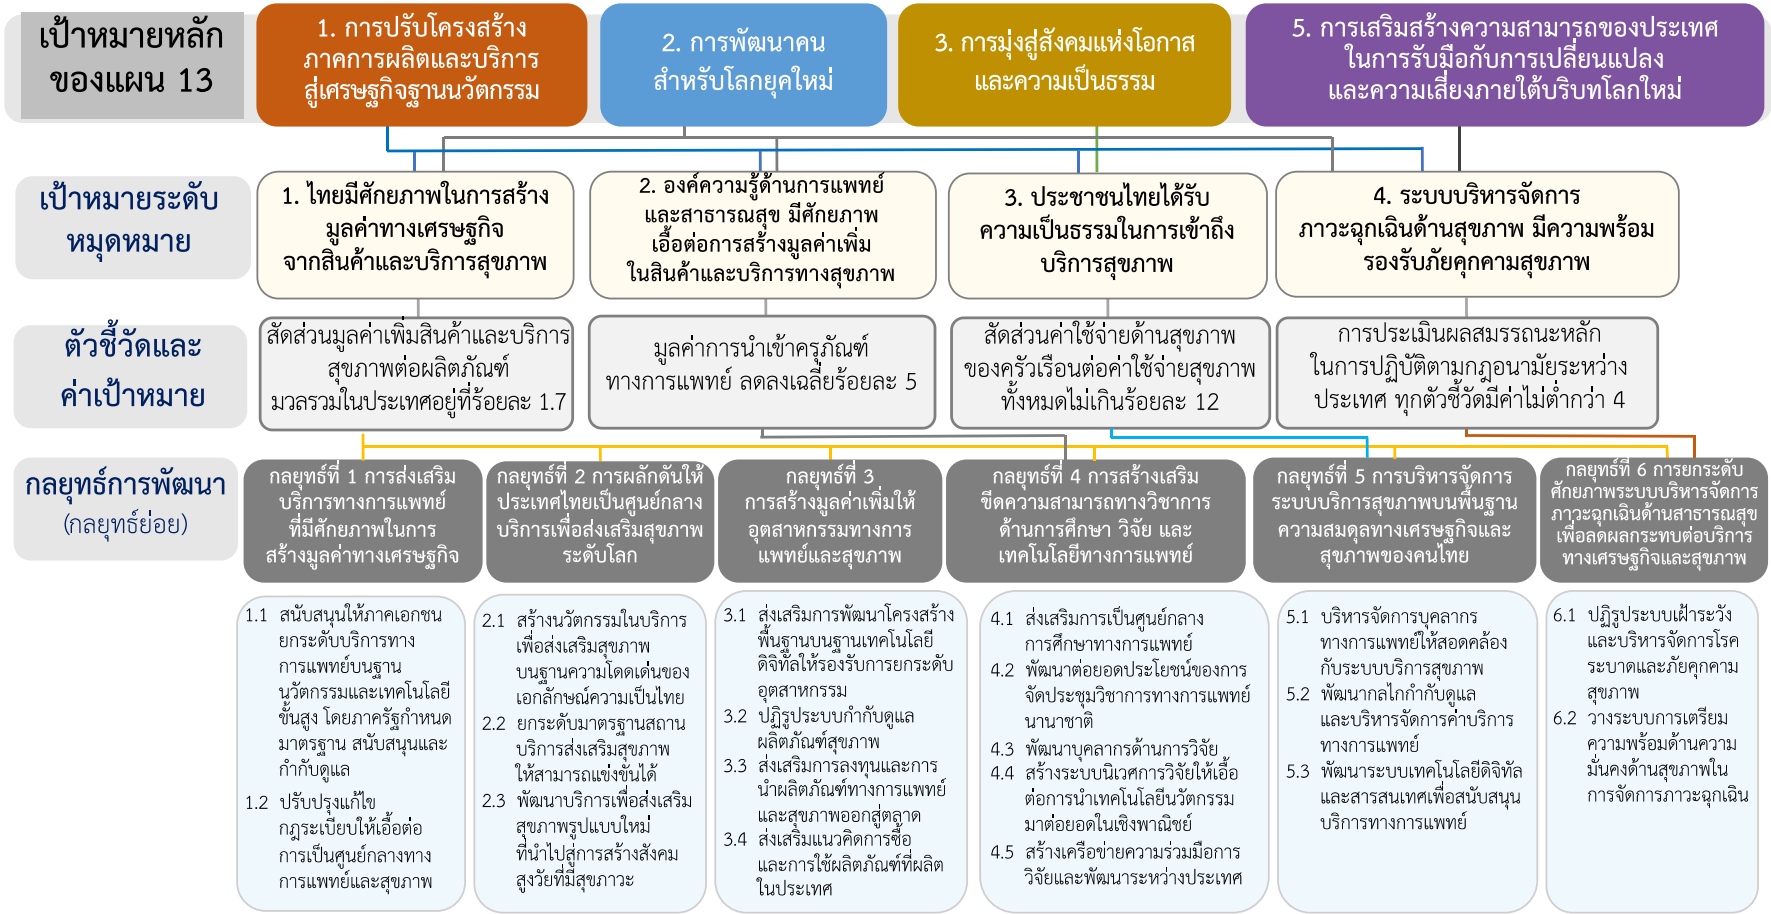 เป้าหมายหลัก
ของแผน 13
1. การปรับโครงสร้าง
ภาคการผลิตและบริการ
สู่เศรษฐกิจฐานนวัตกรรม
2. การพัฒนาคน
สำหรับโลกยุคใหม่
3. การมุ่งสู่สังคมแห่งโอกาส
และความเป็นธรรม
5. การเสริมสร้างความสามารถของประเทศ
ในการรับมือกับการเปลี่ยนแปลง
และความเสี่ยงภายใต้บริบทโลกใหม่
เป้าหมายระดับ
หมุดหมาย
1. ไทยมีศักยภาพในการสร้าง
มูลค่าทางเศรษฐกิจ
จากสินค้าและบริการสุขภาพ
2. องค์ความรู้ด้านการแพทย์
และสาธารณสุข มีศักยภาพ
เอื้อต่อการสร้างมูลค่าเพิ่ม
ในสินค้าและบริการทางสุขภาพ
3. ประชาชนไทยได้รับ
ความเป็นธรรมในการเข้าถึง
บริการสุขภาพ
4. ระบบบริหารจัดการ
ภาวะฉุกเฉินด้านสุขภาพ มีความพร้อม
รองรับภัยคุกคามสุขภาพ
ตัวชี้วัดและ
ค่าเป้าหมาย
สัดส่วนมูลค่าเพิ่มสินค้าและบริการ
สุขภาพต่อผลิตภัณฑ์
มวลรวมในประเทศอยู่ที่ร้อยละ 1.7
มูลค่าการนำเข้าครุภัณฑ์
ทางการแพทย์ ลดลงเฉลี่ยร้อยละ 5
สัดส่วนค่าใช้จ่ายด้านสุขภาพ
ของครัวเรือนต่อค่าใช้จ่ายสุขภาพ
ทั้งหมดไม่เกินร้อยละ 12
การประเมินผลสมรรถนะหลัก
ในการปฏิบัติตามกฎอนามัยระหว่าง
ประเทศ ทุกตัวชี้วัดมีค่าไม่ต่ำกว่า 4
กลยุทธ์การพัฒนา
(กลยุทธ์ย่อย)
กลยุทธ์ที่ 1 การส่งเสริม
บริการทางการแพทย์
ที่มีศักยภาพในการ
สร้างมูลค่าทางเศรษฐกิจ
กลยุทธ์ที่ 2 การผลักดันให้
ประเทศไทยเป็นศูนย์กลาง
บริการเพื่อส่งเสริมสุขภาพ
ระดับโลก
กลยุทธ์ที่ 3
การสร้างมูลค่าเพิ่มให้
อุตสาหกรรมทางการ
แพทย์และสุขภาพ
กลยุทธ์ที่ 4 การสร้างเสริม
ขีดความสามารถทางวิชาการ
ด้านการศึกษา วิจัย และ
เทคโนโลยีทางการแพทย์
กลยุทธ์ที่ 5 การบริหารจัดการ
ระบบบริการสุขภาพบนพื้นฐาน
ความสมดุลทางเศรษฐกิจและ
สุขภาพของคนไทย
กลยุทธ์ที่ 6 การยกระดับ
ศักยภาพระบบบริหารจัดการ
ภาวะฉุกเฉินด้านสาธารณสุข
เพื่อลดผลกระทบต่อบริการ
ทางเศรษฐกิจและสุขภาพ
1.1 สนับสนุนให้ภาคเอกชน
ยกระดับบริการทาง
การแพทย์บนฐาน
นวัตกรรมและเทคโนโลยี
ขั้นสูง โดยภาครัฐกำหนด
มาตรฐาน สนับสนุนและ
กำกับดูแล
1.2 ปรับปรุงแก้ไข
กฎระเบียบให้เอื้อต่อ
การเป็นศูนย์กลางทาง
การแพทย์และสุขภาพ
2.1 สร้างนวัตกรรมในบริการ
เพื่อส่งเสริมสุขภาพ
บนฐานความโดดเด่นของ
เอกลักษณ์ความเป็นไทย
2.2 ยกระดับมาตรฐานสถาน
บริการส่งเสริมสุขภาพ
ให้สามารถแข่งขันได้
2.3 พัฒนาบริการเพื่อส่งเสริม
สุขภาพรูปแบบใหม่
ที่นำไปสู่การสร้างสังคม
สูงวัยที่มีสุขภาวะ
3.1 ส่งเสริมการพัฒนาโครงสร้าง
พื้นฐานบนฐานเทคโนโลยี
ดิจิทัลให้รองรับการยกระดับ
อุตสาหกรรม
3.2 ปฏิรูประบบกำกับดูแล
ผลิตภัณฑ์สุขภาพ
3.3 ส่งเสริมการลงทุนและการ
นำผลิตภัณฑ์ทางการแพทย์
และสุขภาพออกสู่ตลาด
3.4 ส่งเสริมแนวคิดการซื้อ
และการใช้ผลิตภัณฑ์ที่ผลิต
ในประเทศ
4.1 ส่งเสริมการเป็นศูนย์กลาง
การศึกษาทางการแพทย์
4.2 พัฒนาต่อยอดประโยชน์ของการ
จัดประชุมวิชาการทางการแพทย์
นานาชาติ
4.3 พัฒนาบุคลากรด้านการวิจัย
4.4 สร้างระบบนิเวศการวิจัยให้เอื้อ
ต่อการนำเทคโนโลยีนวัตกรรม
มาต่อยอดในเชิงพาณิชย์
4.5 สร้างเครือข่ายความร่วมมือการ
วิจัยและพัฒนาระหว่างประเทศ
5.1 บริหารจัดการบุคลากร
ทางการแพทย์ให้สอดคล้อง
กับระบบบริการสุขภาพ
5.2 พัฒนากลไกกำกับดูแล
และบริหารจัดการค่าบริการ
ทางการแพทย์
5.3 พัฒนาระบบเทคโนโลยีดิจิทัล
และสารสนเทศเพื่อสนับสนุน
บริการทางการแพทย์
6.1 ปฏิรูประบบเฝ้าระวัง
และบริหารจัดการโรค
ระบาดและภัยคุกคาม
สุขภาพ
6.2 วางระบบการเตรียม
ความพร้อมด้านความ
มั่นคงด้านสุขภาพใน
การจัดการภาวะฉุกเฉิน